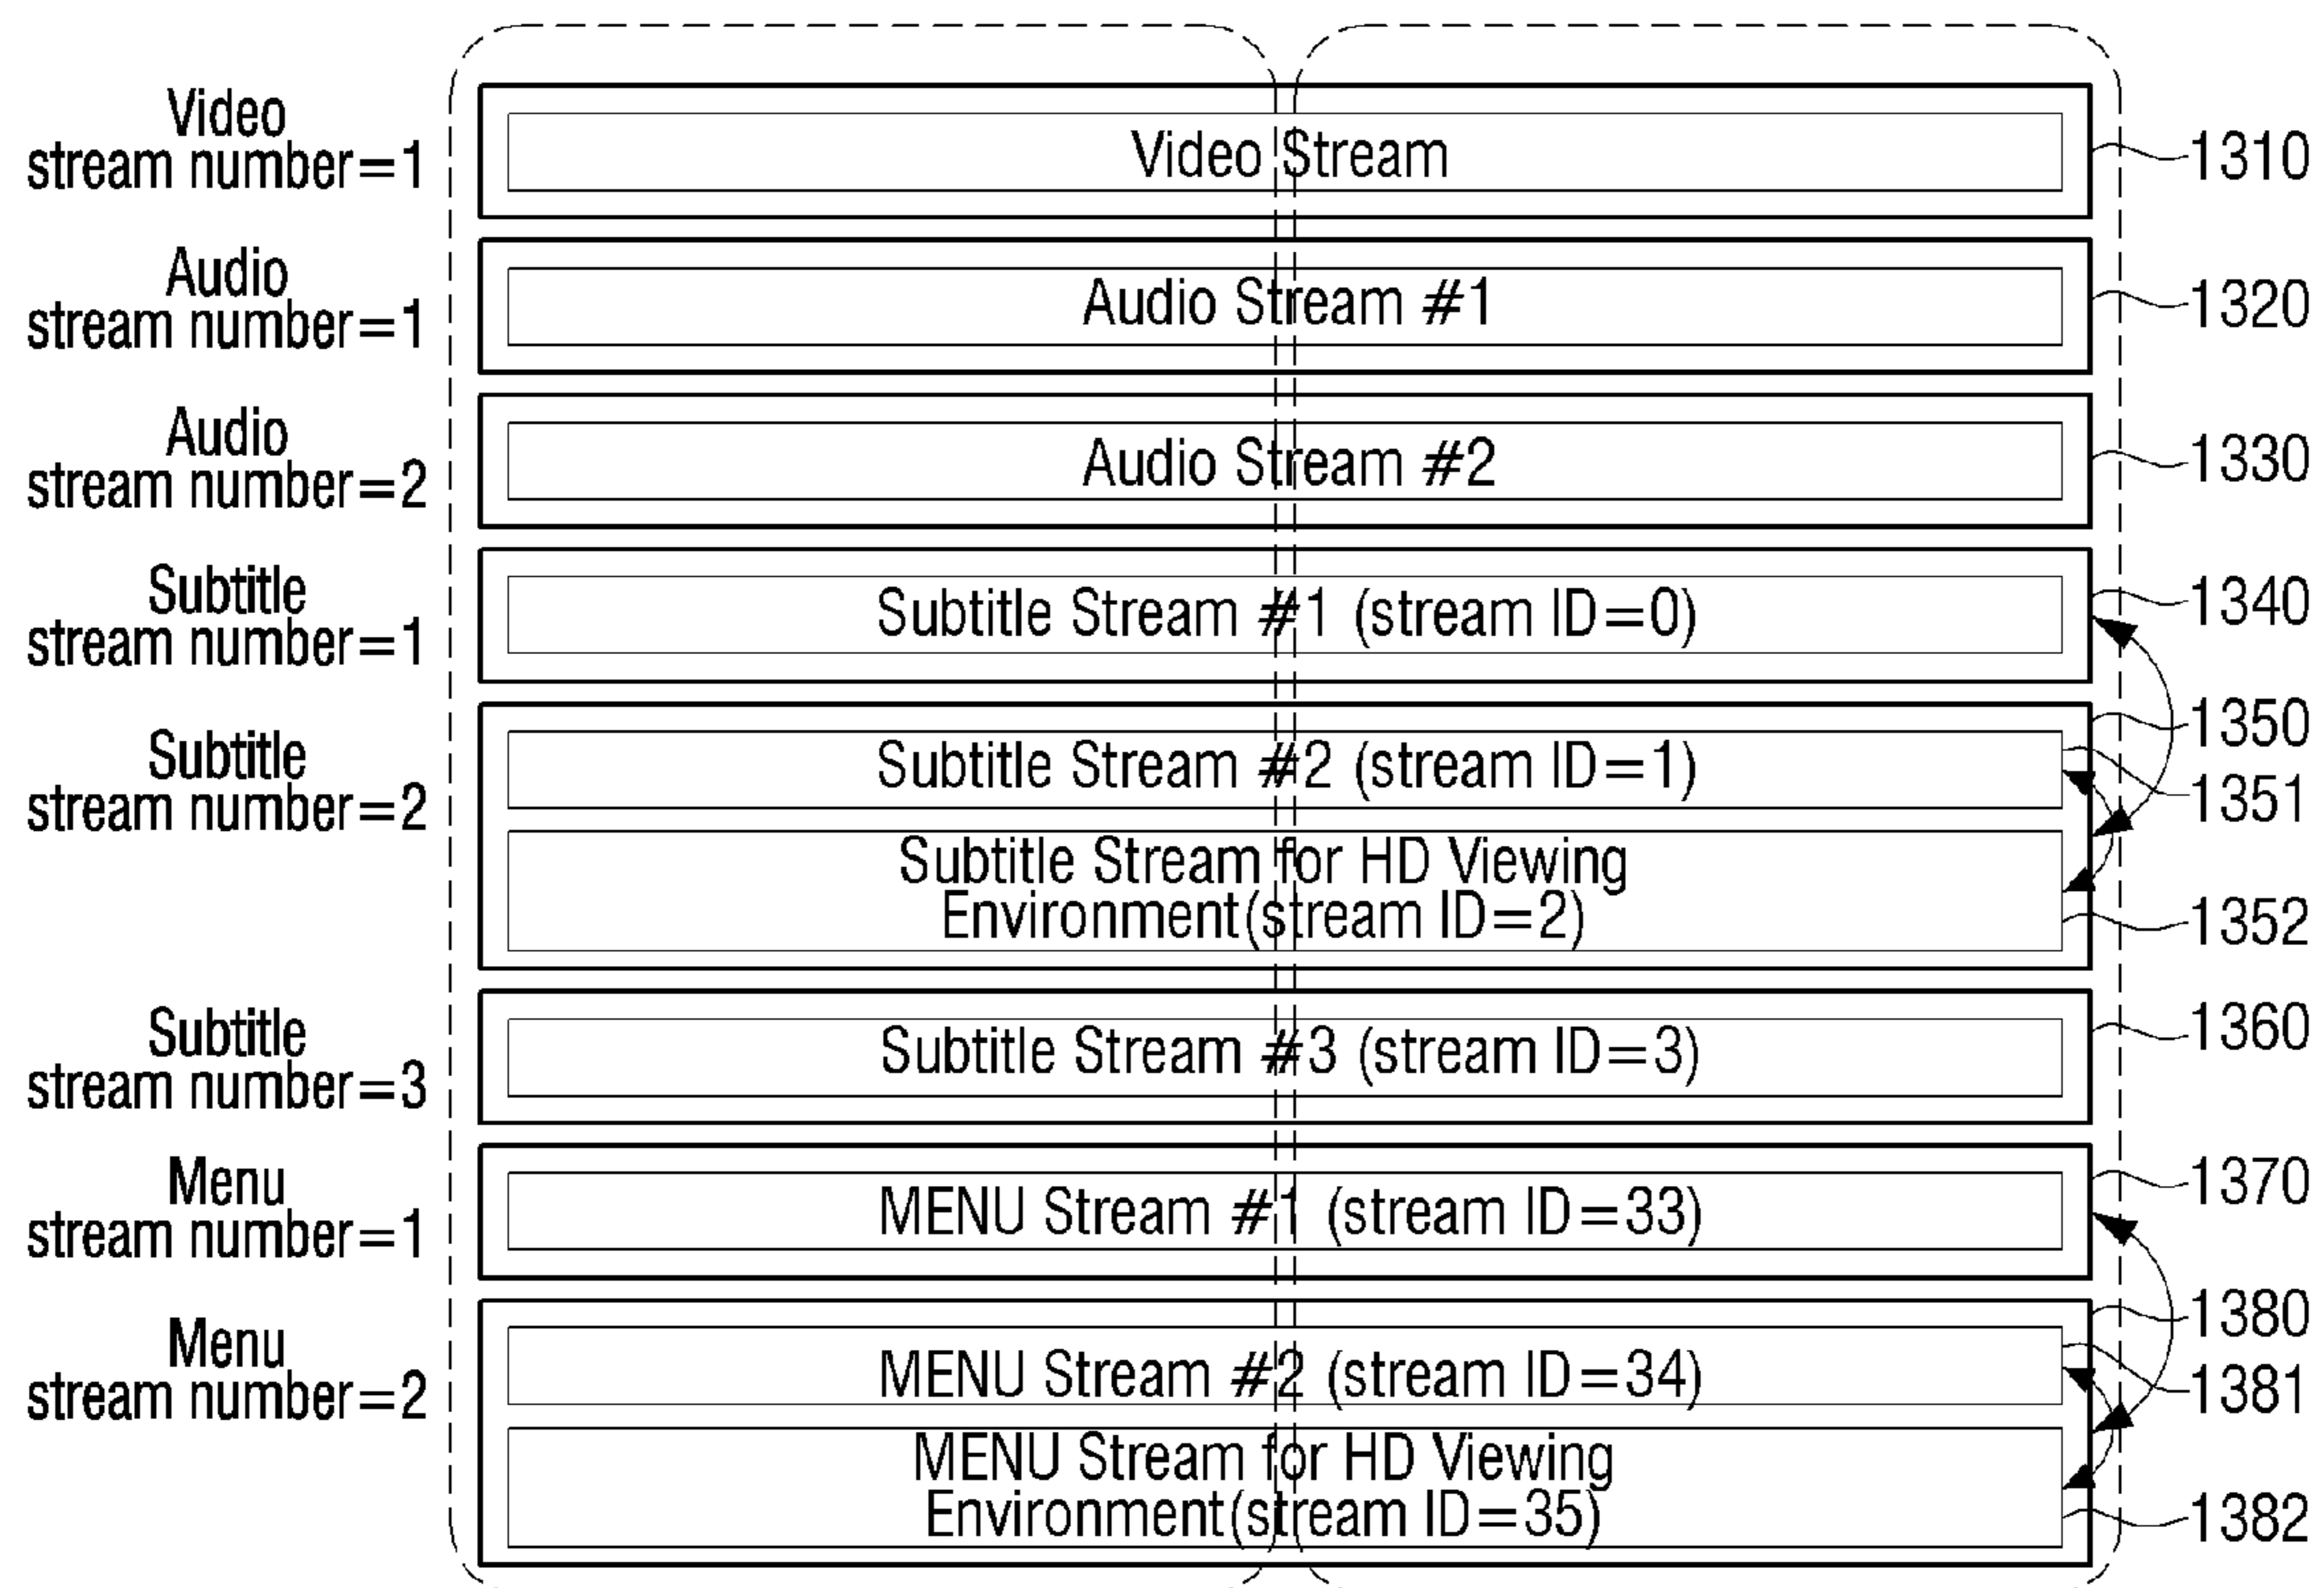 Video
stream number=1
Video Stream
1310
Audio
stream number=1
Audio Stream #1
1320
Audio
stream number=2
Audio Stream #2
1330
Subtitle
stream number=1
Subtitle Stream #1 (stream ID=0)
1340
Subtitle
stream number=2
1350
Subtitle Stream #2 (stream ID=1)
1351
Subtitle Stream for HD Viewing
Environment(stream ID=2)
1352
Subtitle
stream number=3
Subtitle Stream #3 (stream ID=3)
1360
Menu
stream number=1
MENU Stream #1 (stream ID=33)
1370
Menu
stream number=2
1380
MENU Stream #2 (stream ID=34)
1381
MENU Stream for HD Viewing
Environment(stream ID=35)
1382